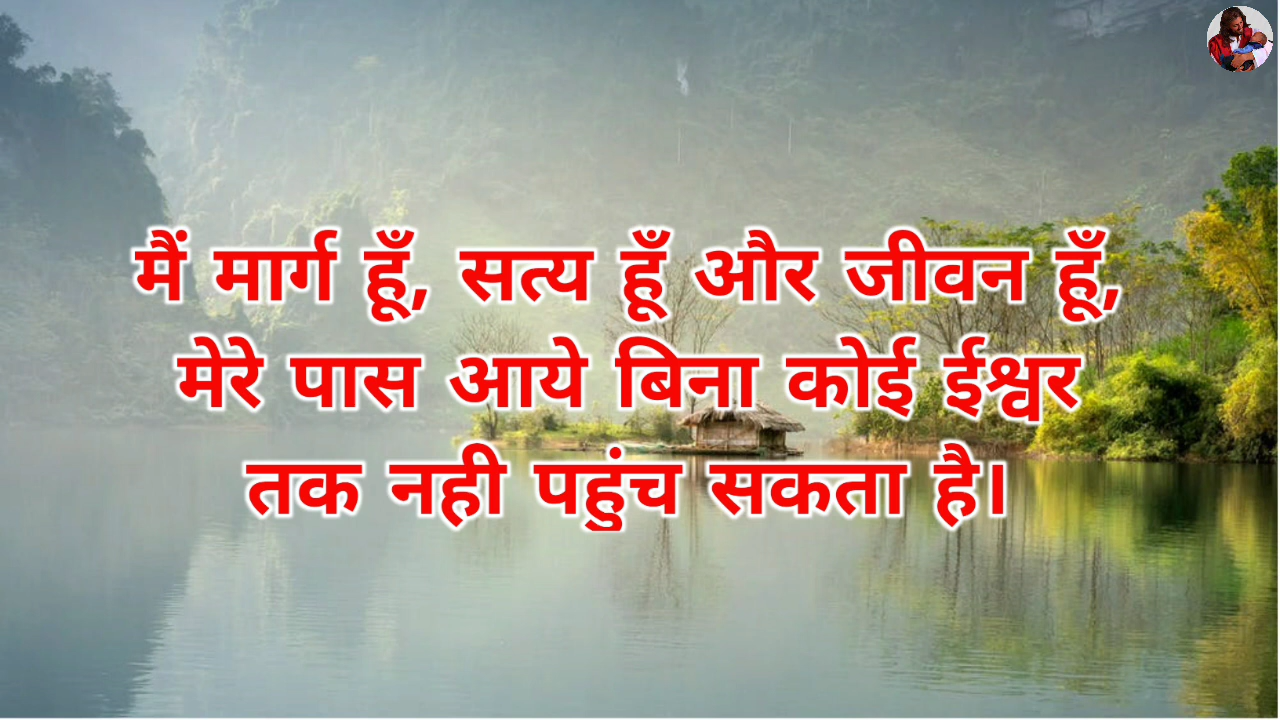 मैं मार्ग हूँ, सत्य हूँ और जीवन हूँ,
मेरे पास आये बिना कोई ईश्वर
तक नही पहुंच सकता है।